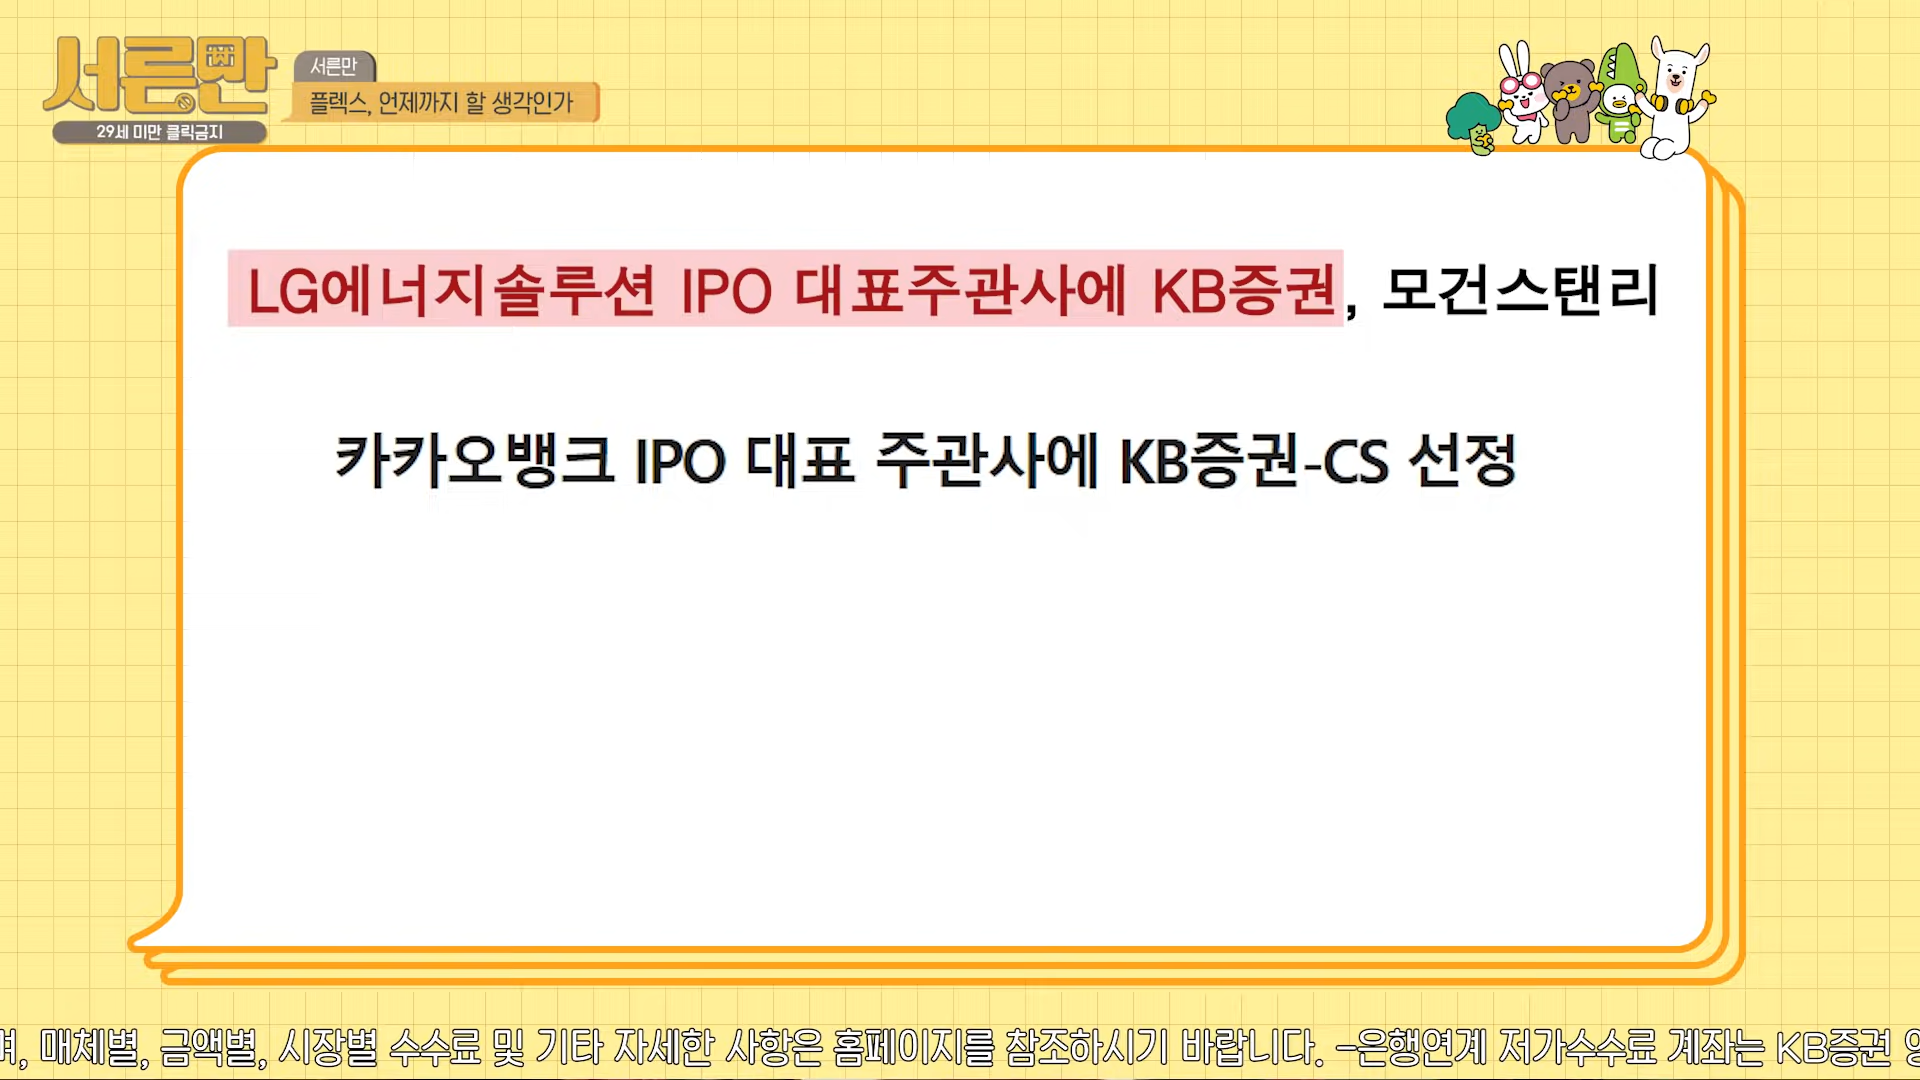 서른만
29세 미만 클릭금지
서른만
플렉스, 언제까지 할 생각인가
LG에너지솔루션 IPO 대표주관사에 KB증권, 모건스탠리
카카오뱅크 IPO 대표 주관사에 KB증권-CS 선정
며, 매체별, 금액별, 시장별 수수료 및 기타 자세한 사항은 홈페이지를 참조하시기 바랍니다. -은행연계 저가수수료 계좌는 KB증권